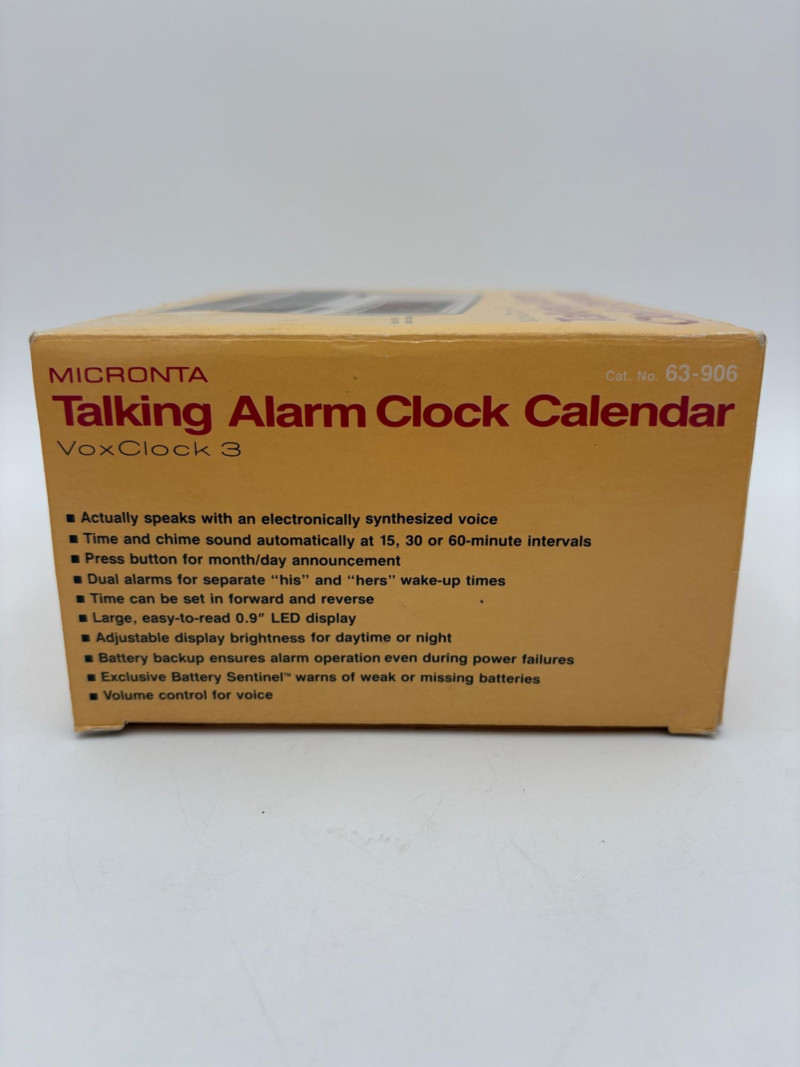 MICRONTA
Cat. No. 63-906
Talking Alarm Clock Calendar
VoxClock 3
■ Actually speaks with an electronically synthesized voice
■ Time and chime sound automatically at 15, 30 or 60-minute intervals
■ Press button for month/day announcement
■ Dual alarms for separate “his” and “hers” wake-up times
■ Time can be set in forward and reverse
■ Large, easy-to-read 0.9″ LED display
■ Adjustable display brightness for daytime or night
■ Battery backup ensures alarm operation even during power failures
■ Exclusive Battery Sentinel™ warns of weak or missing batteries
■ Volume control for voice